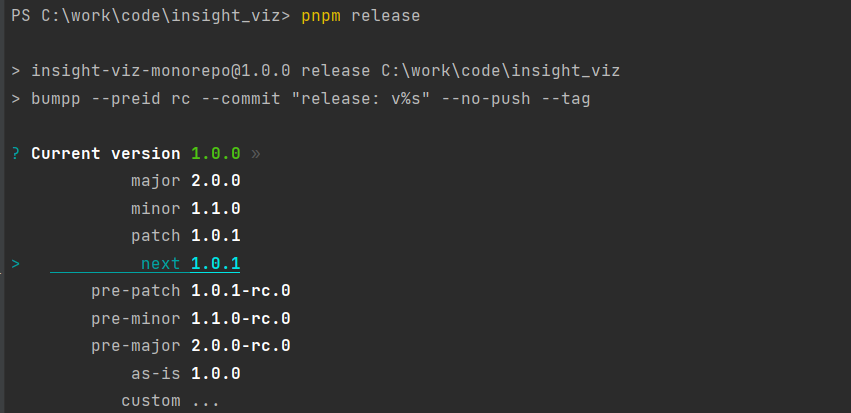 PS C:\work\code\insight_viz> pnpm release
> insight-viz-monorepo@1.0.0 release C:\work\code\insight_viz
> bumpp --preid rc --commit "release: v%s" --no-push --tag
? Current version 1.0.0 »
major 2.0.0
minor 1.1.0
patch 1.0.1
> next 1.0.1
pre-patch 1.0.1-rc.0
pre-minor 1.1.0-rc.0
pre-major 2.0.0-rc.0
as-is 1.0.0
custom ...